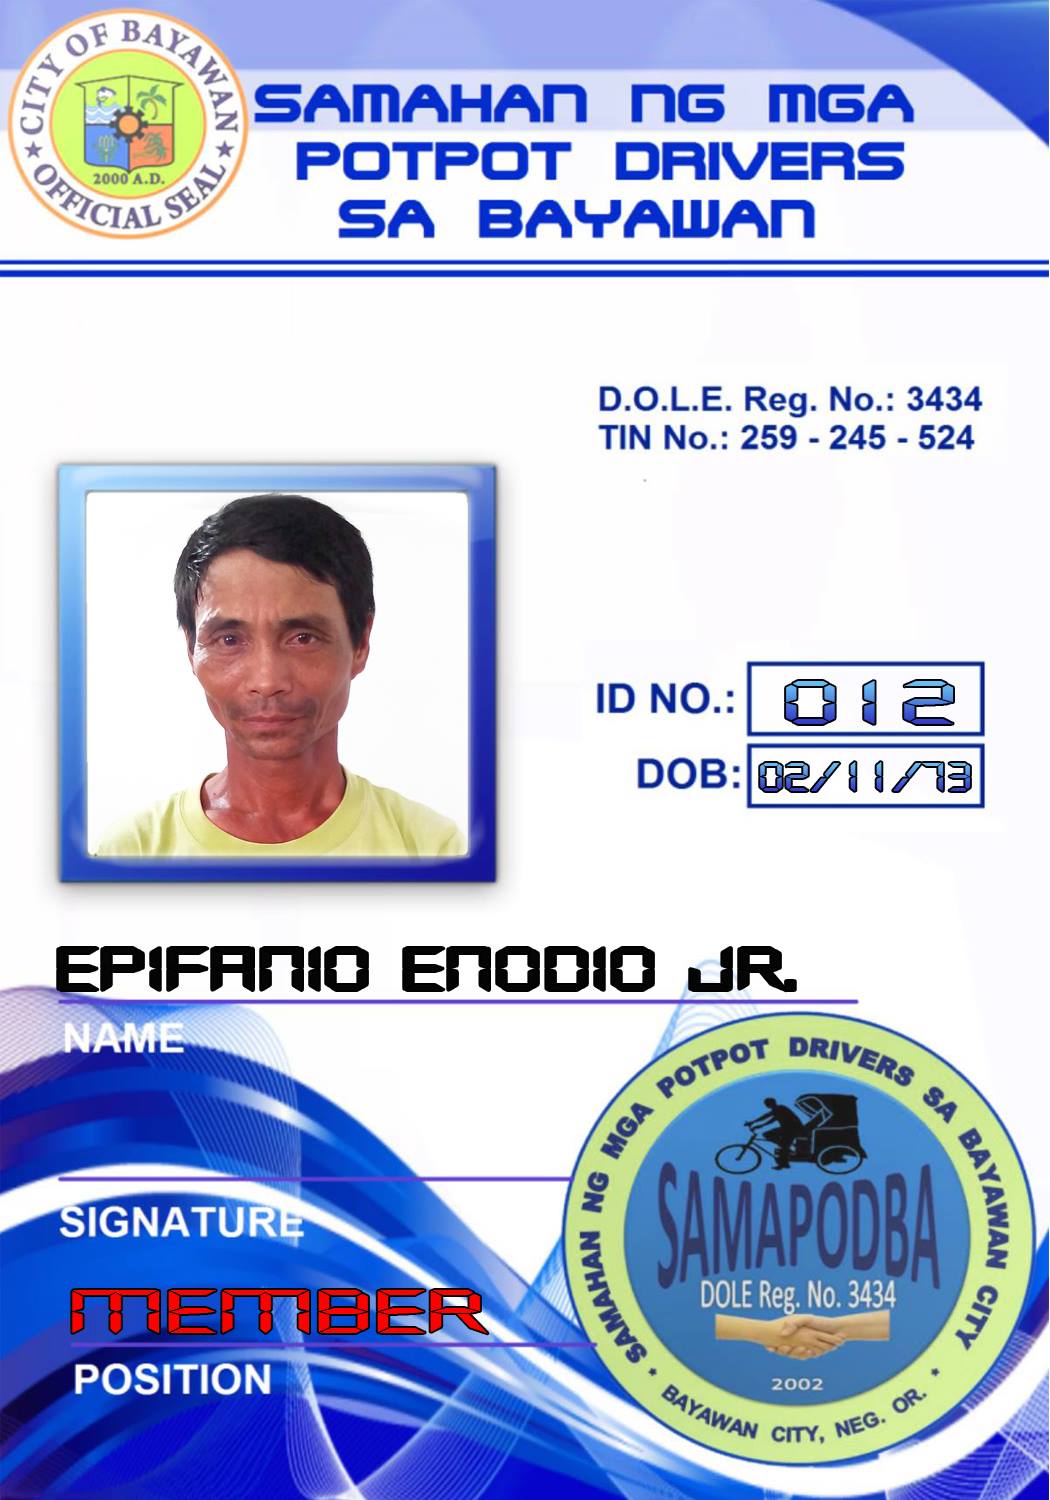 CITY OF BAYAWAN
2000 A.D.
★ OFFICIAL SEAL ★
SAMAHAN NG MGA
POTPOT DRIVERS
SA BAYAWAN
D.O.L.E. Reg. No.: 3434
TIN No.: 259 - 245 - 524
ID NO.: 012
DOB: 02/11/73
EPIFANIO ENODIO JR.
NAME
SIGNATURE
MEMBER
POSITION
SAMAHAN NG MGA POTPOT DRIVERS SA BAYAWAN CITY
SAMAPODBA
DOLE Reg. No. 3434
2002
* BAYAWAN CITY, NEG. OR. *